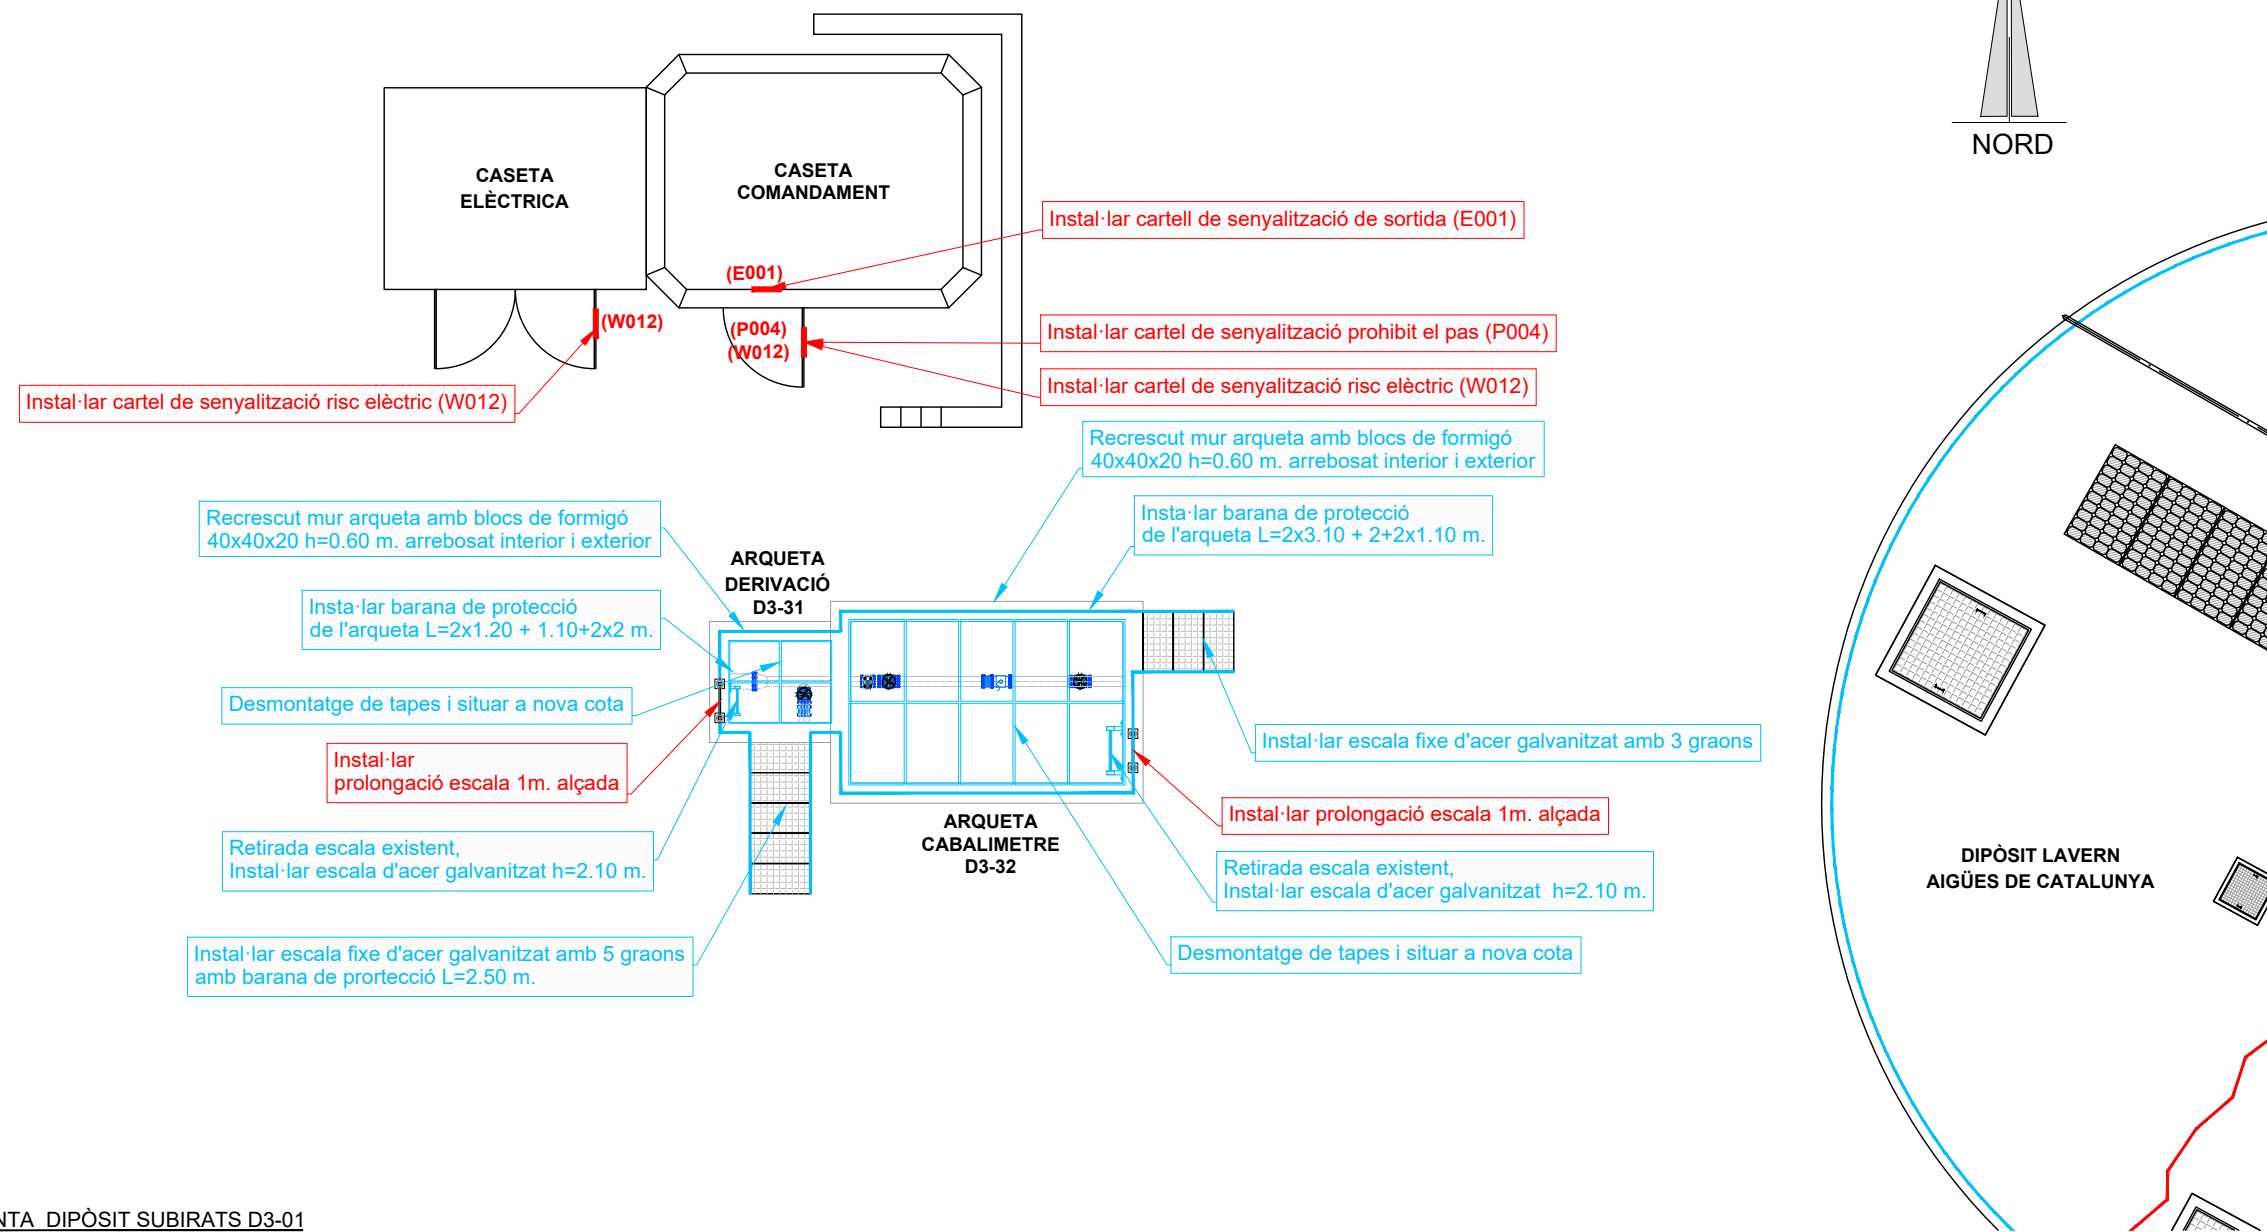 NORD
CASETA
ELÈCTRICA
CASETA
COMANDAMENT
Instal·lar cartell de senyalització de sortida (E001)
(E001)
(W012)
(P004)
(W012)
Instal·lar cartel de senyalització prohibit el pas (P004)
Instal·lar cartel de senyalització risc elèctric (W012)
Instal·lar cartel de senyalització risc elèctric (W012)
Recrescut mur arqueta amb blocs de formigó
40x40x20 h=0.60 m. arrebosat interior i exterior
Insta·lar barana de protecció
de l'arqueta L=2x3.10 + 2+2x1.10 m.
Recrescut mur arqueta amb blocs de formigó
40x40x20 h=0.60 m. arrebosat interior i exterior
ARQUETA
DERIVACIÓ
D3-31
Insta·lar barana de protecció
de l'arqueta L=2x1.20 + 1.10+2x2 m.
Desmontatge de tapes i situar a nova cota
Instal·lar
prolongació escala 1m. alçada
Instal·lar escala fixe d'acer galvanitzat amb 3 graons
Instal·lar prolongació escala 1m. alçada
ARQUETA
CABALIMETRE
D3-32
Retirada escala existent,
Instal·lar escala d'acer galvanitzat h=2.10 m.
Retirada escala existent,
Instal·lar escala d'acer galvanitzat  h=2.10 m.
Instal·lar escala fixe d'acer galvanitzat amb 5 graons
amb barana de prortecció L=2.50 m.
Desmontatge de tapes i situar a nova cota
DIPÒSIT LAVERN
AIGÜES DE CATALUNYA
NTA  DIPÒSIT SUBIRATS D3-01